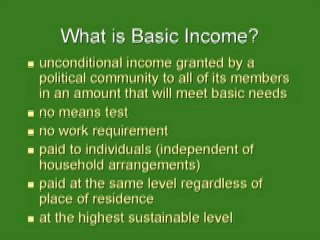 What is Basic Income?
unconditional income granted by a
political community to all of its members
in an amount that will meet basic needs
no means test
no work requirement
paid to individuals (independent of
household arrangements)
paid at the same level regardless of
place of residence
at the highest sustainable level